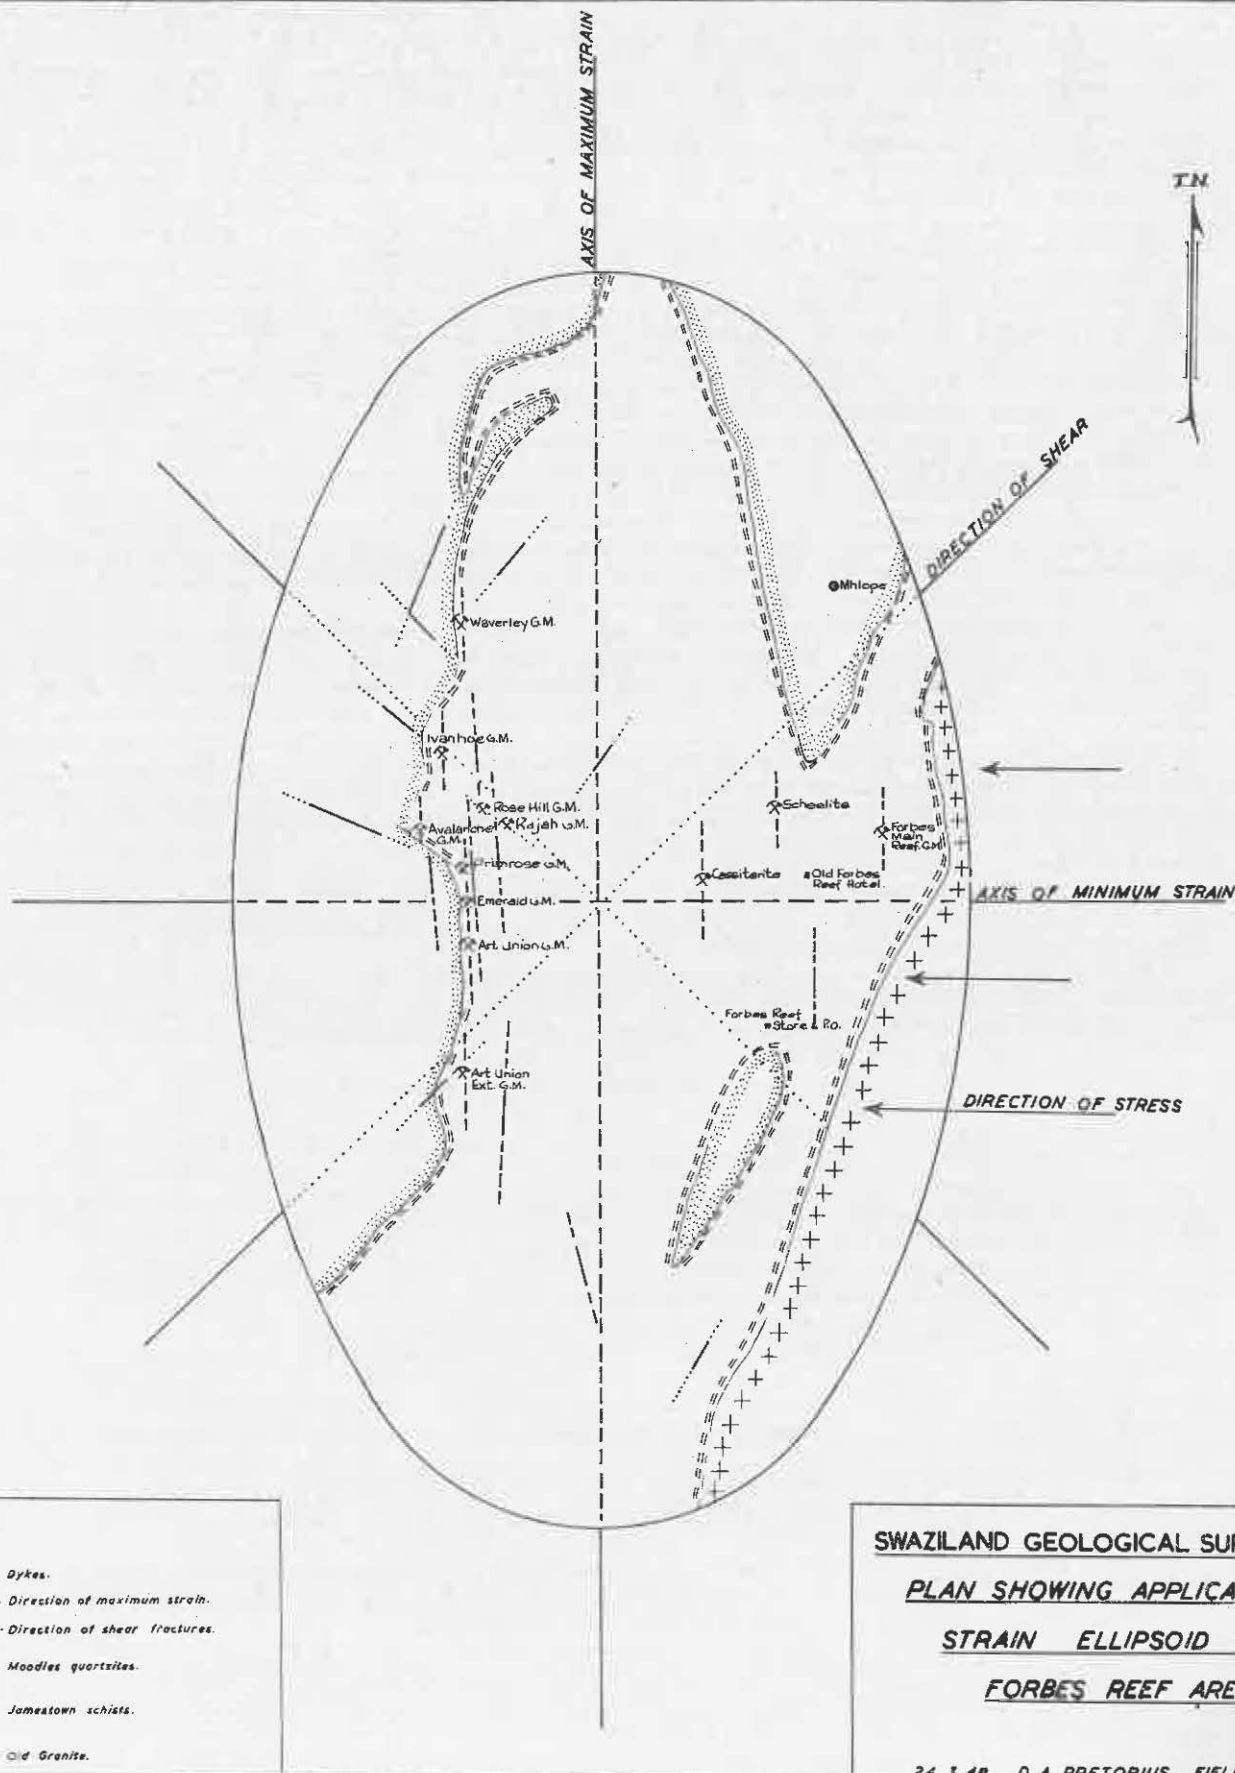 AXIS OF MAXIMUM STRAIN
T.N.
DIRECTION OF SHEAR
Mhlope
Waverley G.M.
Ivanhoe G.M.
Rose Hill G.M.
Scheelite
Avalanche
G.M.
Rajah G.M.
Forbes
Main
Reef.G.M.
Primrose G.M.
Cassiterite
Old Forbes
Reef Hotel.
AXIS OF MINIMUM STRAIN
Emerald G.M.
Art. Union G.M.
Forbes Reef
Store & P.O.
Art Union
Ext. G.M.
DIRECTION OF STRESS
Dykes.
Direction of maximum strain.
Direction of shear fractures.
Moodies quartzites.
Jamestown schists.
Old Granite.
SWAZILAND GEOLOGICAL SUR
PLAN SHOWING APPLICA
STRAIN ELLIPSOID
FORBES REEF ARE
D.A. PRETORIUS. FIEL